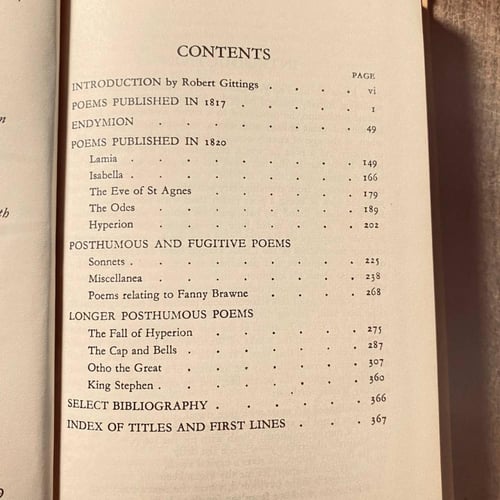 CONTENTS
PAGE
INTRODUCTION by Robert Gittings . . . . vi
POEMS PUBLISHED IN 1817 . . . . . 1
ENDYMION . . . . . . . 49
POEMS PUBLISHED IN 1820
Lamia . . . . . . . 149
Isabella . . . . . . . 166
The Eve of St Agnes . . . . . 179
The Odes . . . . . . 189
Hyperion . . . . . . 202
POSTHUMOUS AND FUGITIVE POEMS
Sonnets . . . . . . . 225
Miscellanea . . . . . . 238
Poems relating to Fanny Brawne . . . 268
LONGER POSTHUMOUS POEMS
The Fall of Hyperion . . . . . 275
The Cap and Bells . . . . . 287
Otho the Great . . . . . 307
King Stephen . . . . . . 360
SELECT BIBLIOGRAPHY . . . . . 366
INDEX OF TITLES AND FIRST LINES . . . 367